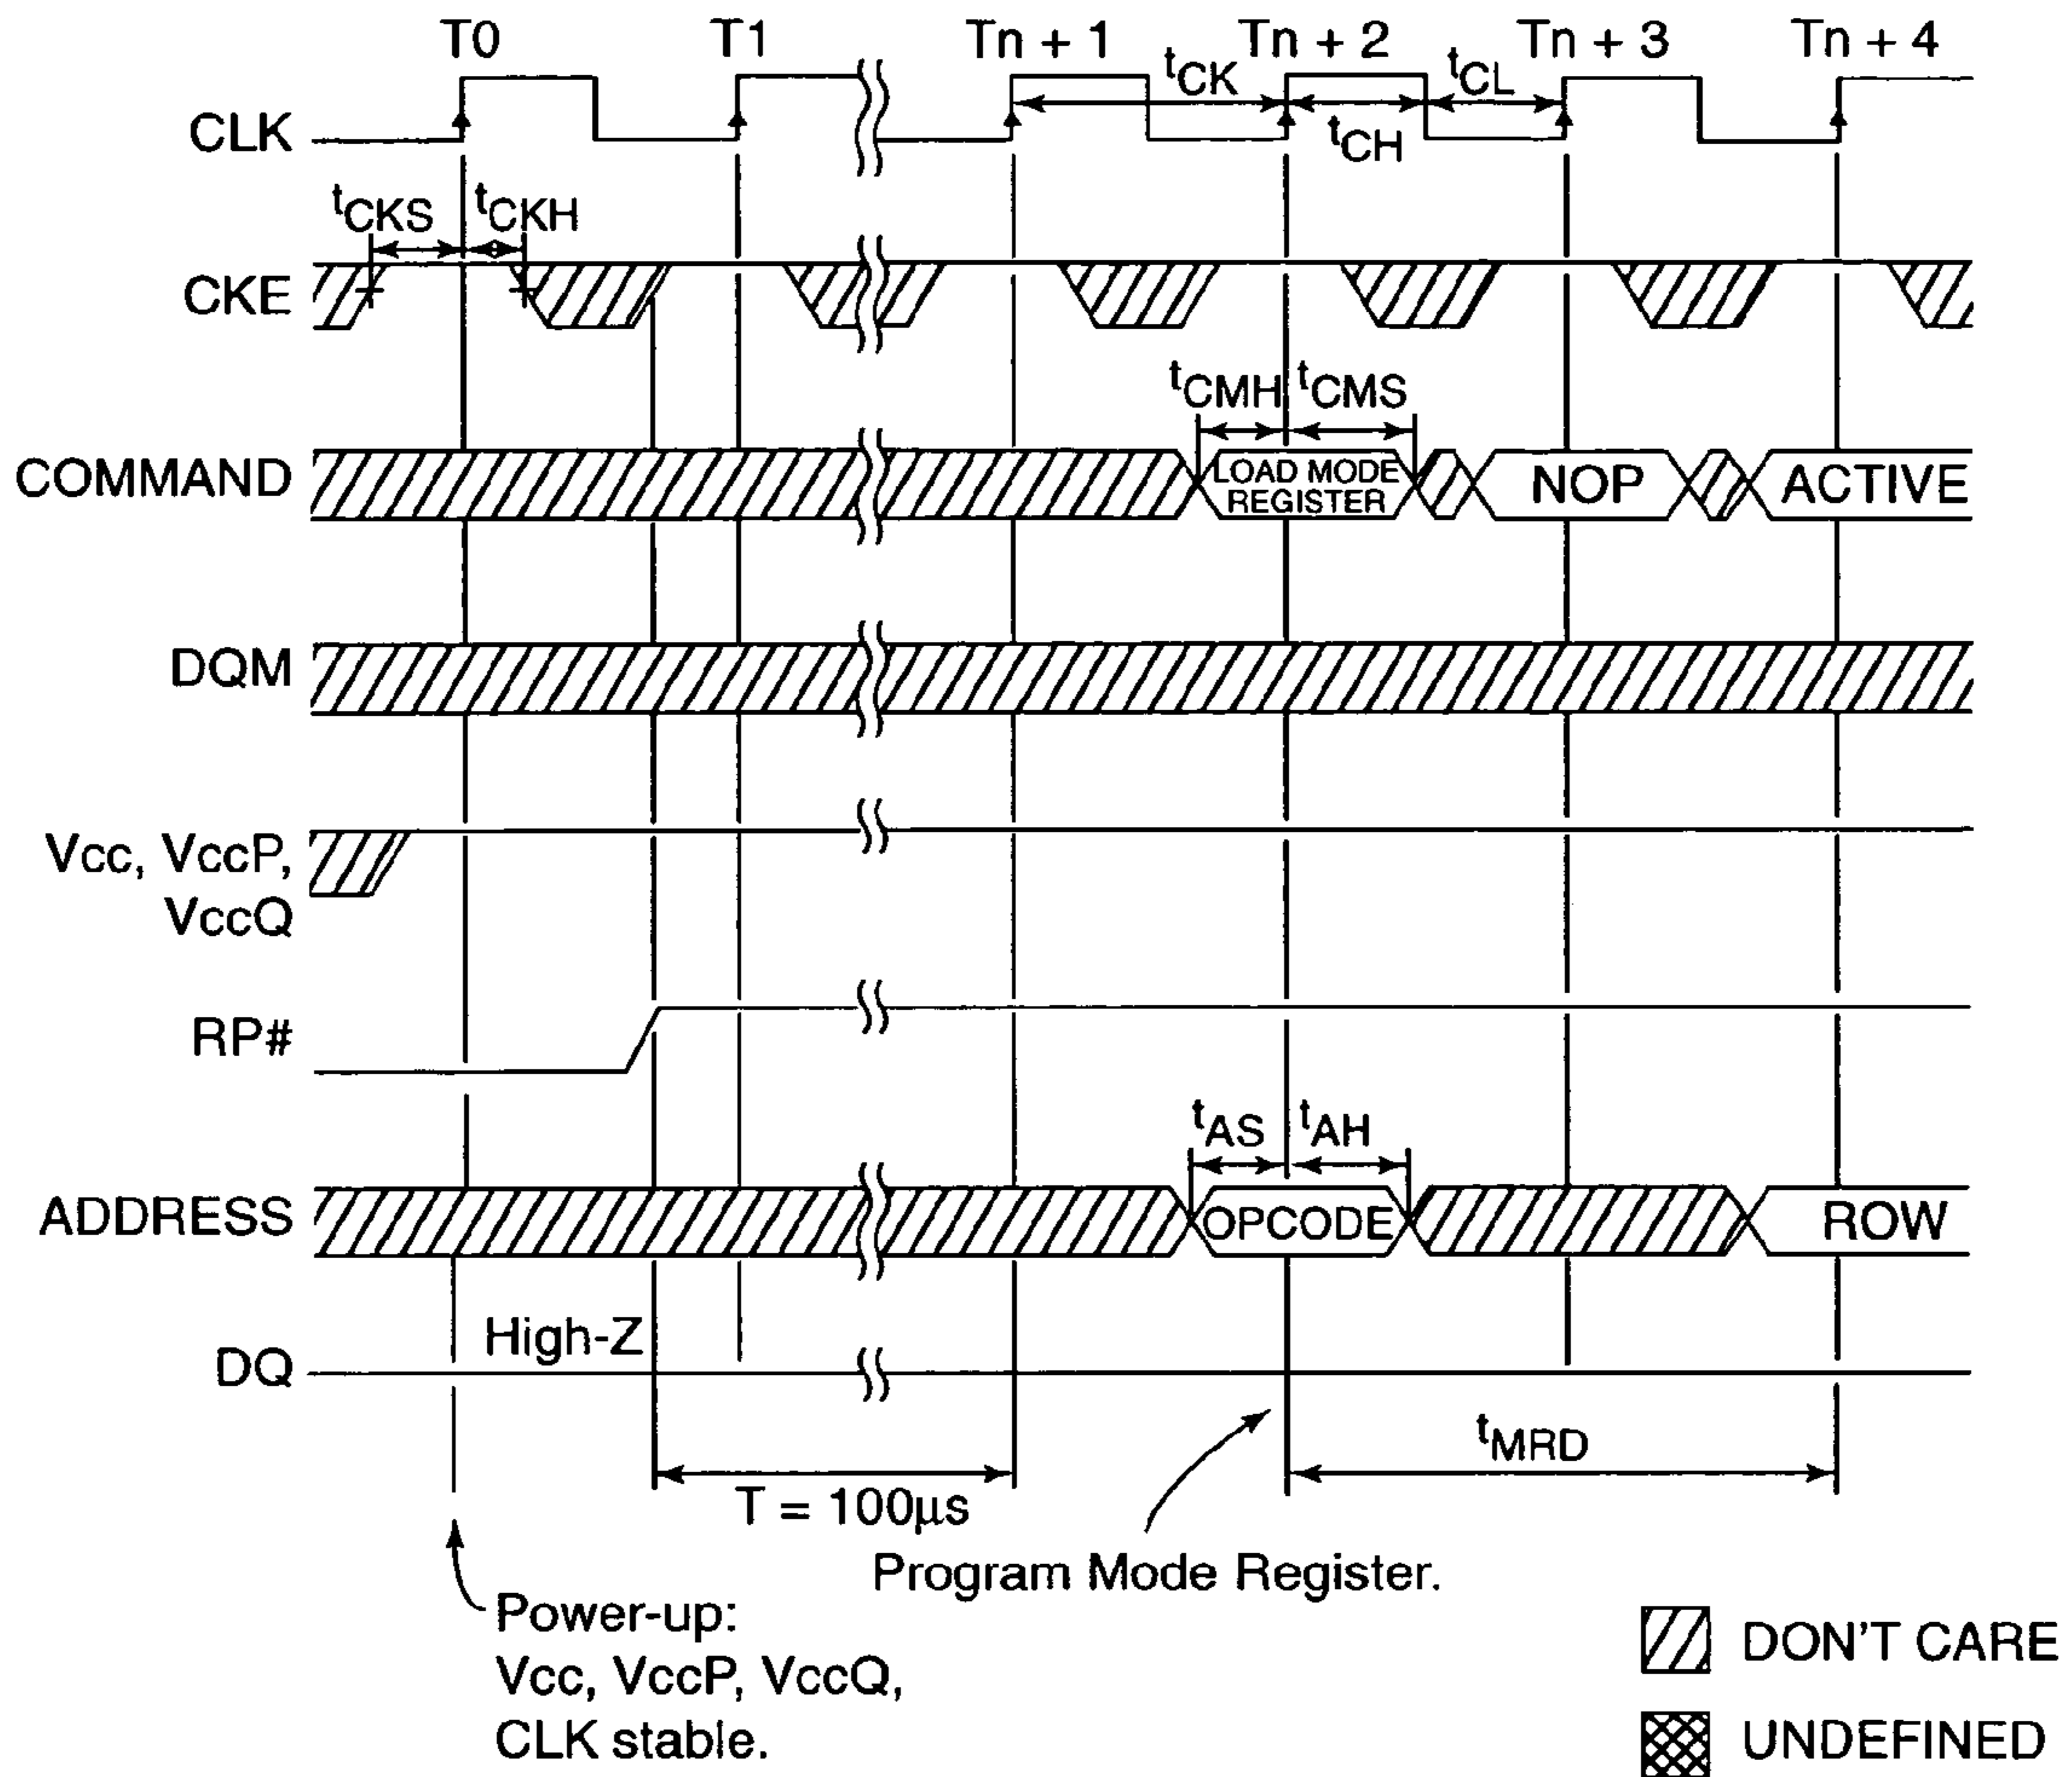 T0 T1 Tn + 1 Tn + 2 Tn + 3 Tn + 4
tCK tCL
CLK
tCH
tCKS tCKH
CKE
tCMH tCMS
COMMAND LOAD MODE REGISTER NOP ACTIVE
DQM
Vcc, VccP,
VccQ
RP#
tAS tAH
ADDRESS OPCODE ROW
High-Z
DQ
tMRD
T = 100µs
Program Mode Register.
Power-up:
Vcc, VccP, VccQ,
CLK stable.
DON'T CARE
UNDEFINED